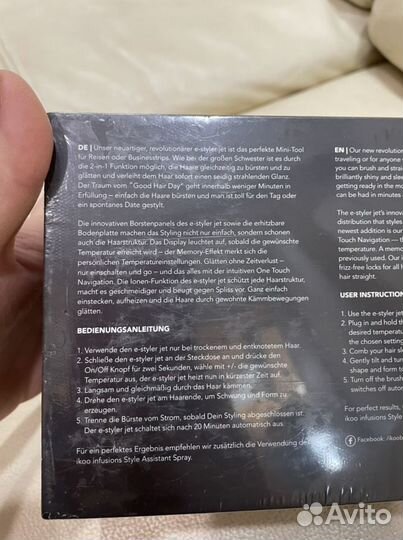 DE | Unser neuartiger, revolutionärer e-styler jet ist das perfekte Mini-Tool
für Reisen oder Businesstrips. Wie bei der großen Schwester ist es durch
die 2-in-1 Funktion möglich, die Haare gleichzeitig zu bürsten und zu
glätten und verleiht dem Haar sofort einen seidig strahlenden Glanz.
Der Traum vom "Good Hair Day" geht innerhalb weniger Minuten in
Erfüllung – einfach die Haare bürsten und man ist toll für den Tag oder
ein spontanes Date gestylt.
Die innovativen Borstenpanels des e-styler jet sowie die erhitzbare
Bodenplatte machen das Styling nicht nur einfach, sondern schonen
auch die Haarstruktur. Das Display leuchtet auf, sobald die gewünschte
Temperatur erreicht wird – der Memory-Effekt merkt sich die
persönlichen Temperatureinstellungen. Glätten ohne Zeitverlust –
nur einschalten und go – und das alles mit der intuitiven One Touch
Navigation. Die Ionen-Funktion des e-styler jet schützt jede Haarstruktur,
macht es geschmeidiger und beugt gegen Spliss vor. Ganz einfach
einstecken, aufheizen und die Haare durch gewohnte Kämmbewegungen
glätten.
BEDIENUNGSANLEITUNG
1. Verwende den e-styler jet nur bei trockenem und entknotetem Haar.
2. Schließe den e-styler jet an der Steckdose an und drücke den
On/Off Knopf für zwei Sekunden, wähle mit +/- die gewünschte
Temperatur aus, der e-styler jet heizt nun in kürzester Zeit auf.
3. Langsam und gleichmäßig durch das Haar kämmen.
4. Drehe den e-styler jet am Haarende, um Schwung und Form zu
erzeugen.
5. Trenne die Bürste vom Strom, sobald Dein Styling abgeschlossen ist.
Der e-styler jet schaltet sich nach 20 Minuten automatisch aus.
Für ein perfektes Ergebnis empfehlen wir zusätzlich die Verwendung des
ikoo infusions Style Assistant Spray.
EN | Our new revolution
traveling or for anyone
you can brush and straigh
brilliantly shiny and sleek
getting ready in the mo
be had in minutes
The e-styler jet's innov
distribution that styles
newest addition is our
Touch Navigation —
temperature. A memor
previously used. Our i
frizz-free locks for all h
hair straight.
USER INSTRUCTION
1. Use the e-styler jet
2. Plug in and hold th
desired temperatur
the e-styler jet hea
3. Comb your hair slo
4. Gently tilt and turn
shape and form to
5. Turn off the brush
switches off autom
For perfect results,
ikoo infusions Style
Facebook: /ikoob
Avito